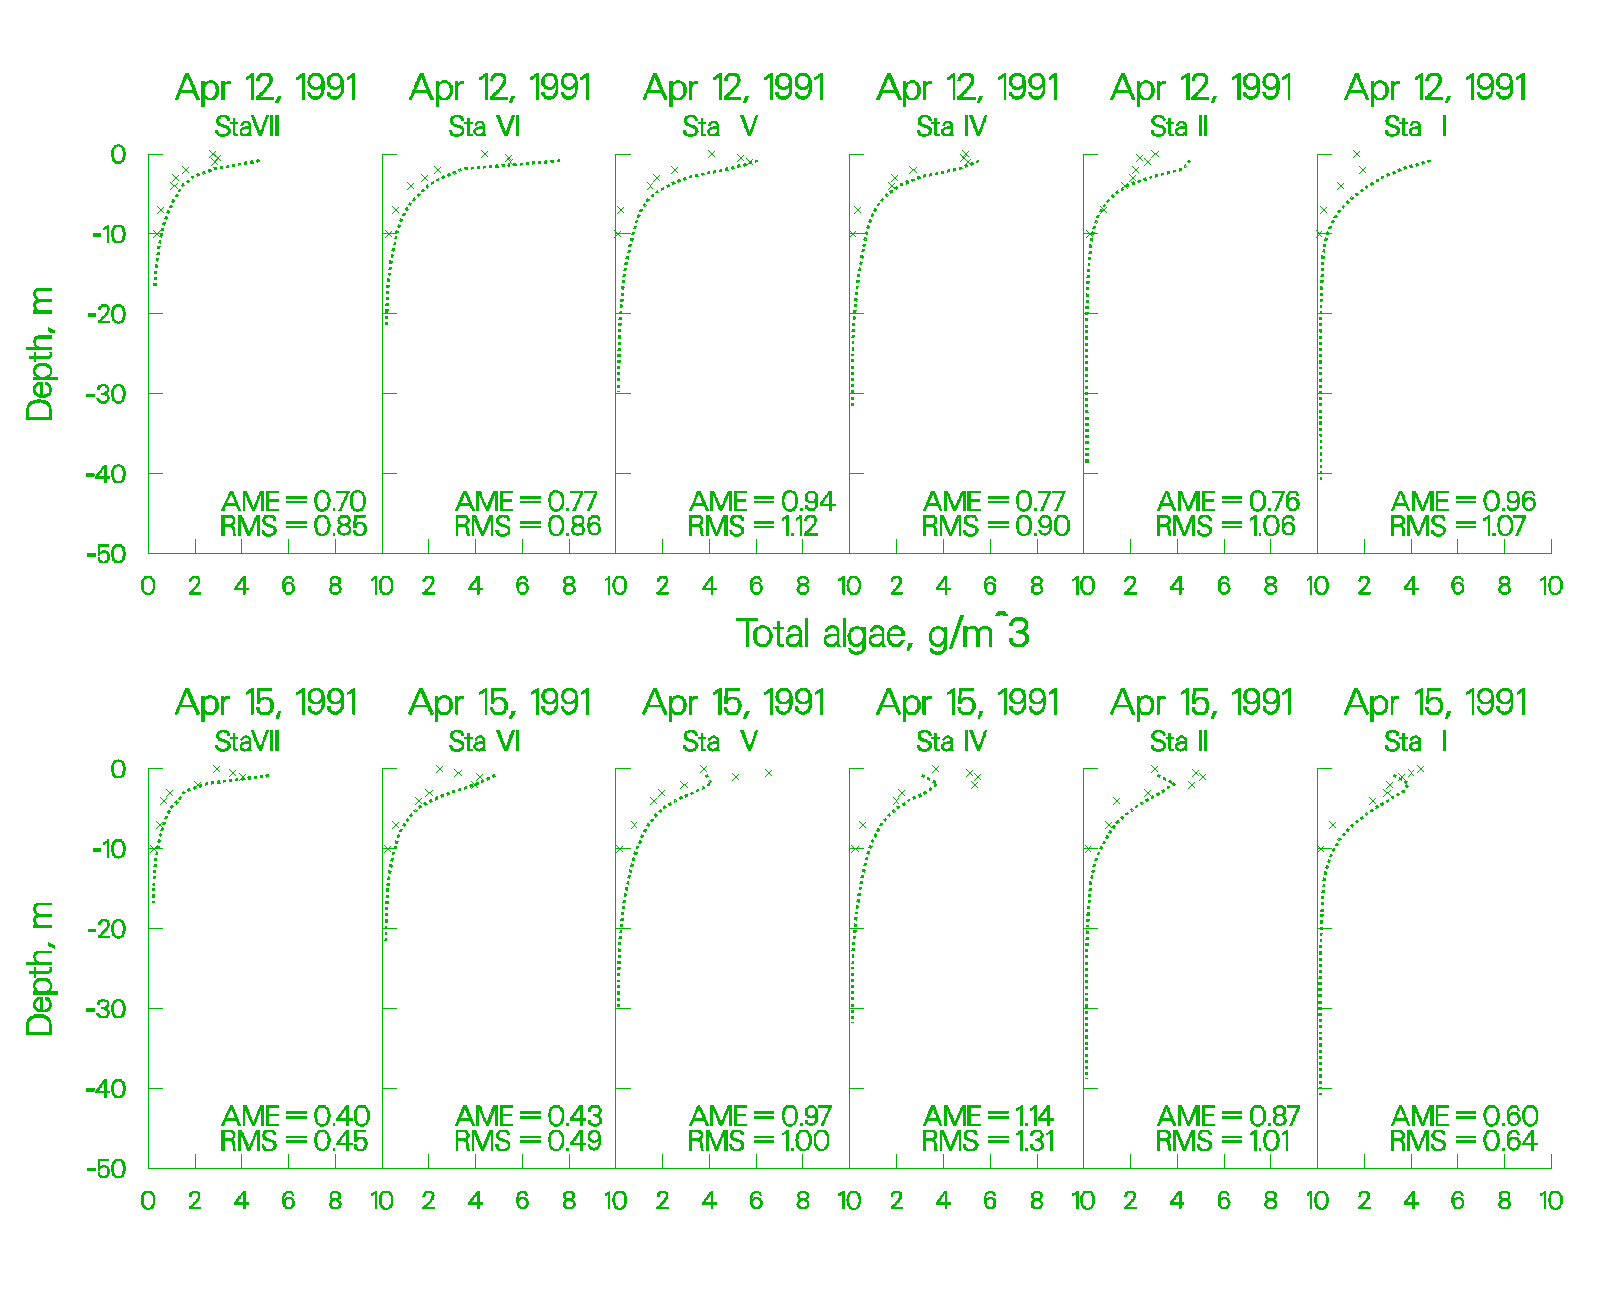 Apr 12, 1991 Apr 12, 1991 Apr 12, 1991 Apr 12, 1991 Apr 12, 1991 Apr 12, 1991
StaVII Sta VI Sta V Sta IV Sta II Sta I
0
-10
-20
-30
-40
-50
Depth, m
AME = 0.70 AME = 0.77 AME = 0.94 AME = 0.77 AME = 0.76 AME = 0.96
RMS = 0.85 RMS = 0.86 RMS = 1.12 RMS = 0.90 RMS = 1.06 RMS = 1.07
0 2 4 6 8 10 2 4 6 8 10 2 4 6 8 10 2 4 6 8 10 2 4 6 8 10 2 4 6 8 10
Total algae, g/m^3
Apr 15, 1991 Apr 15, 1991 Apr 15, 1991 Apr 15, 1991 Apr 15, 1991 Apr 15, 1991
StaVII Sta VI Sta V Sta IV Sta II Sta I
0
-10
-20
-30
-40
-50
Depth, m
AME = 0.40 AME = 0.43 AME = 0.97 AME = 1.14 AME = 0.87 AME = 0.60
RMS = 0.45 RMS = 0.49 RMS = 1.00 RMS = 1.31 RMS = 1.01 RMS = 0.64
0 2 4 6 8 10 2 4 6 8 10 2 4 6 8 10 2 4 6 8 10 2 4 6 8 10 2 4 6 8 10